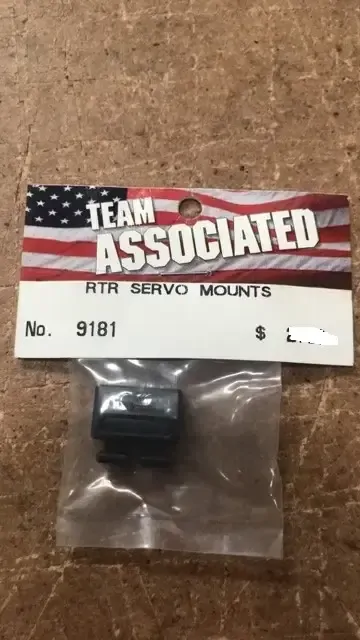 TEAM
ASSOCIATED
RTR SERVO MOUNTS
No. 9181 $